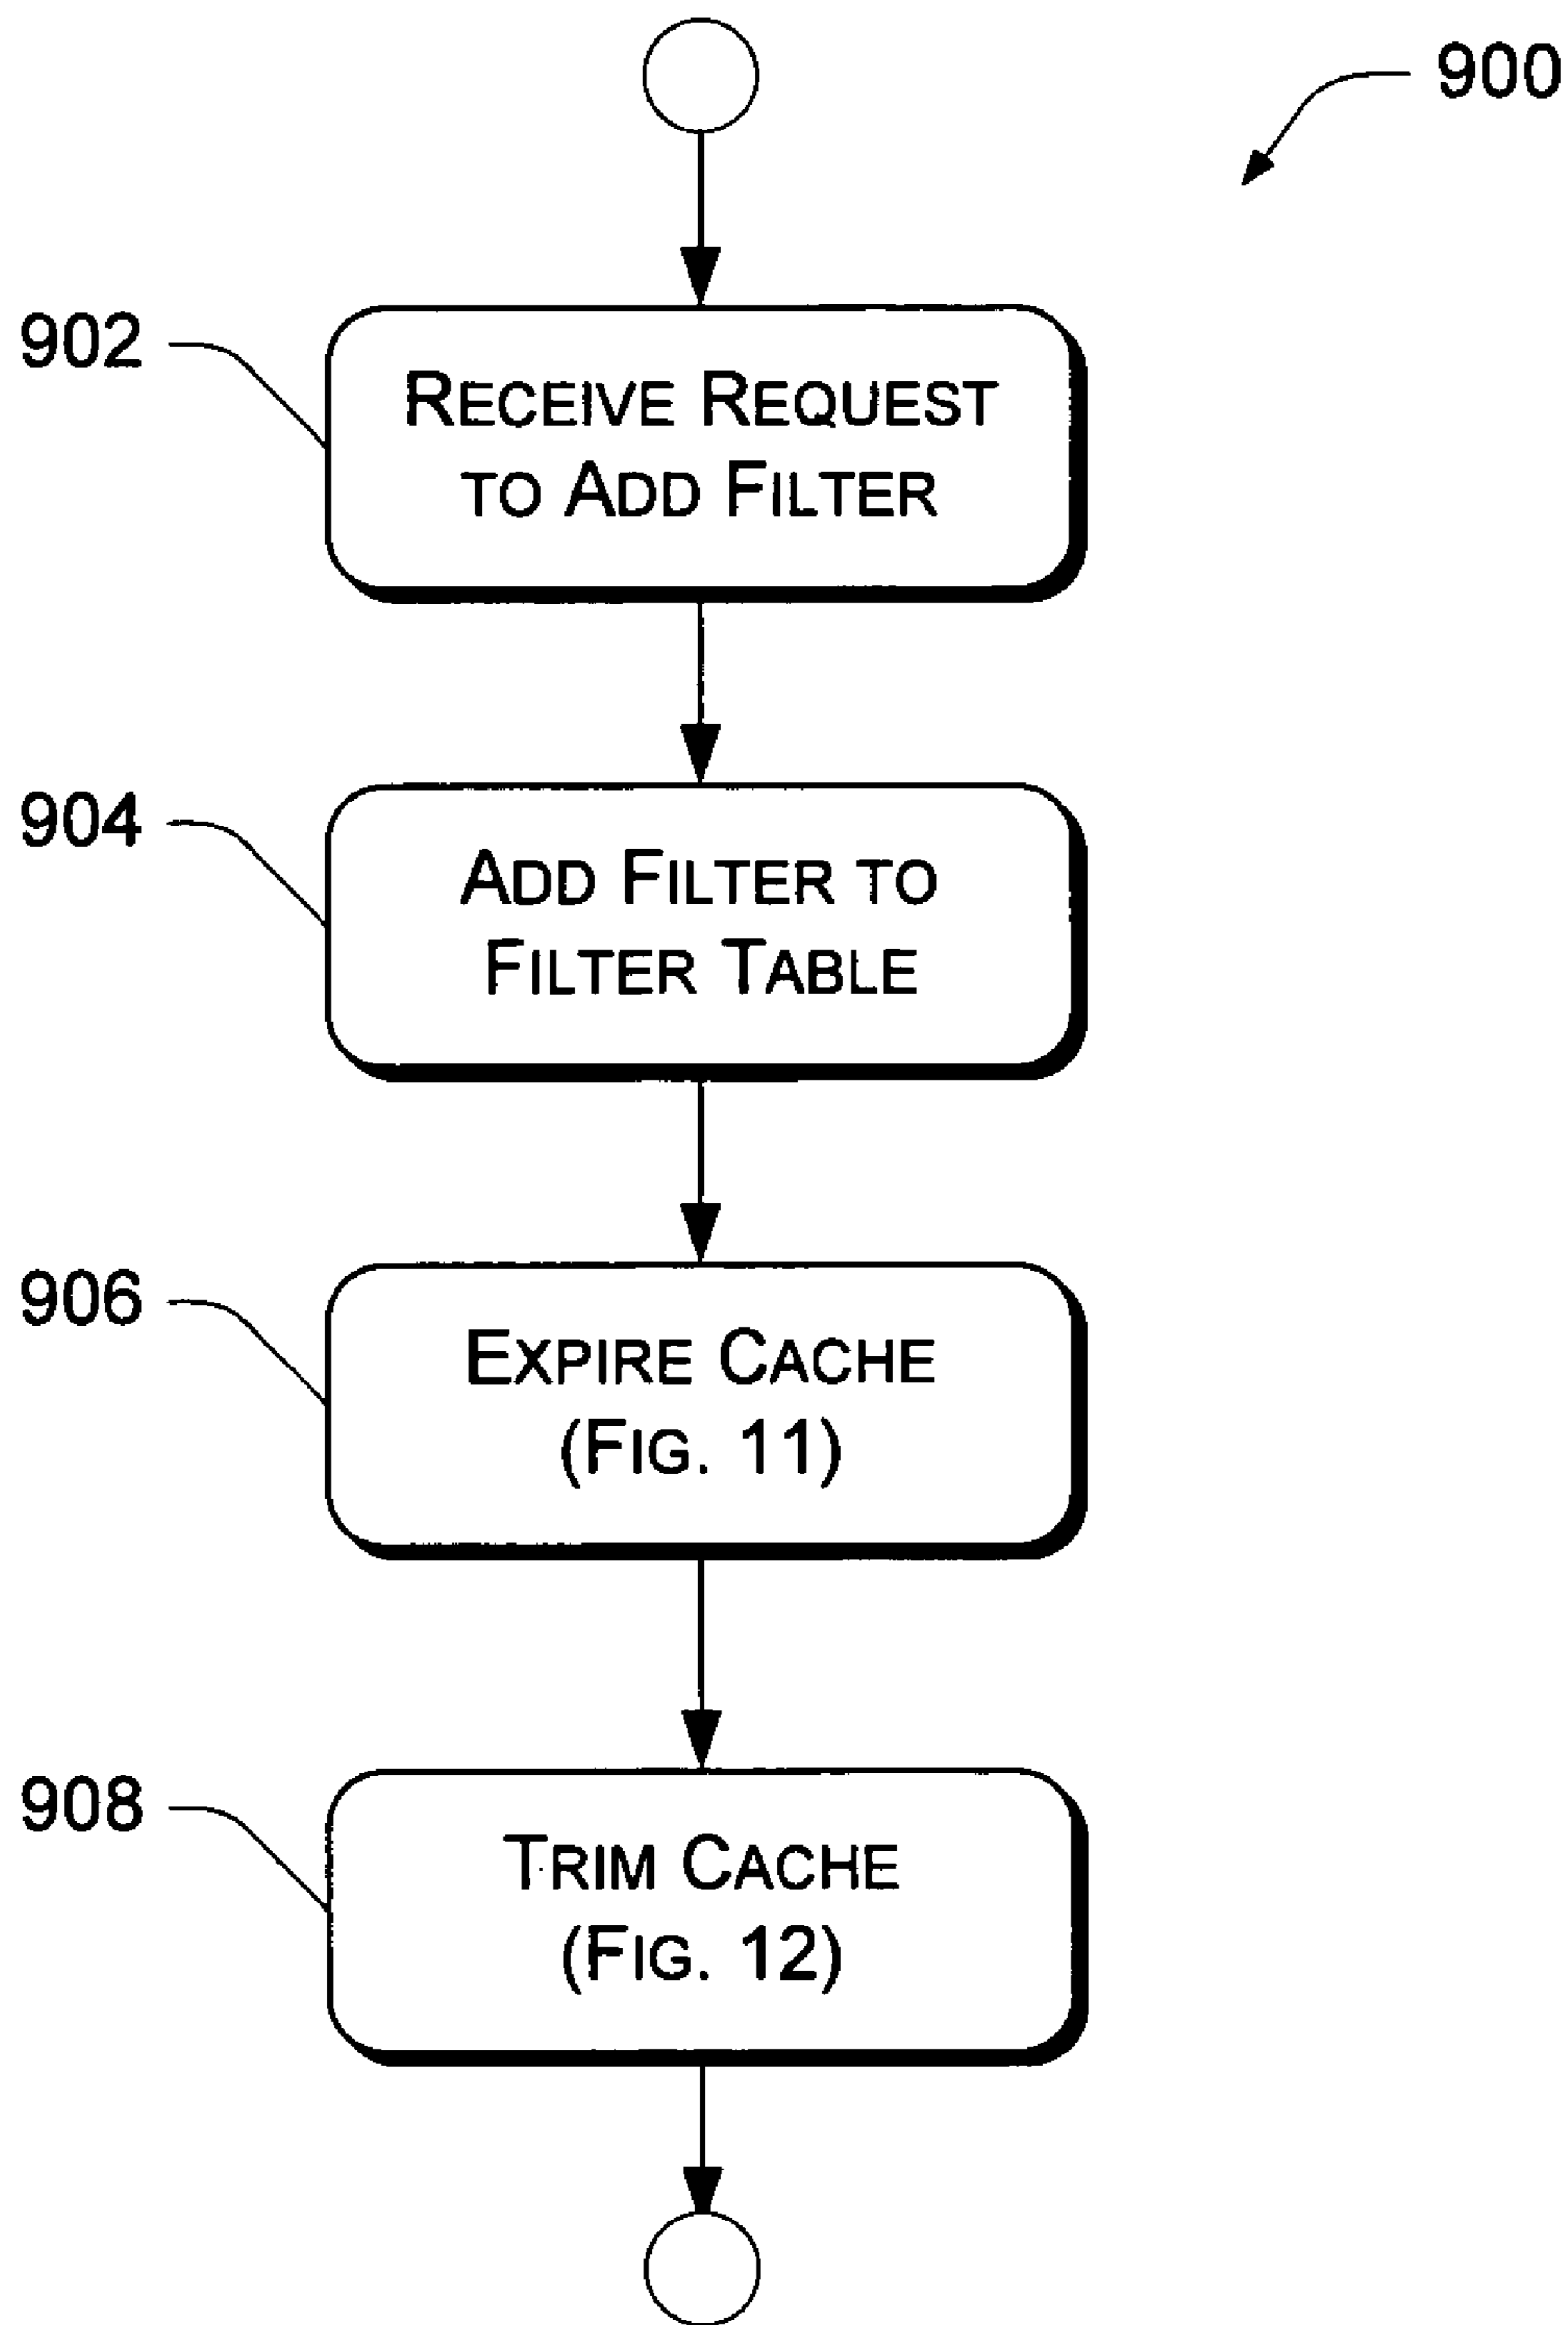 900
902
RECEIVE REQUEST
TO ADD FILTER
904
ADD FILTER TO
FILTER TABLE
906
EXPIRE CACHE
(FIG. 11)
908
TRIM CACHE
(FIG. 12)